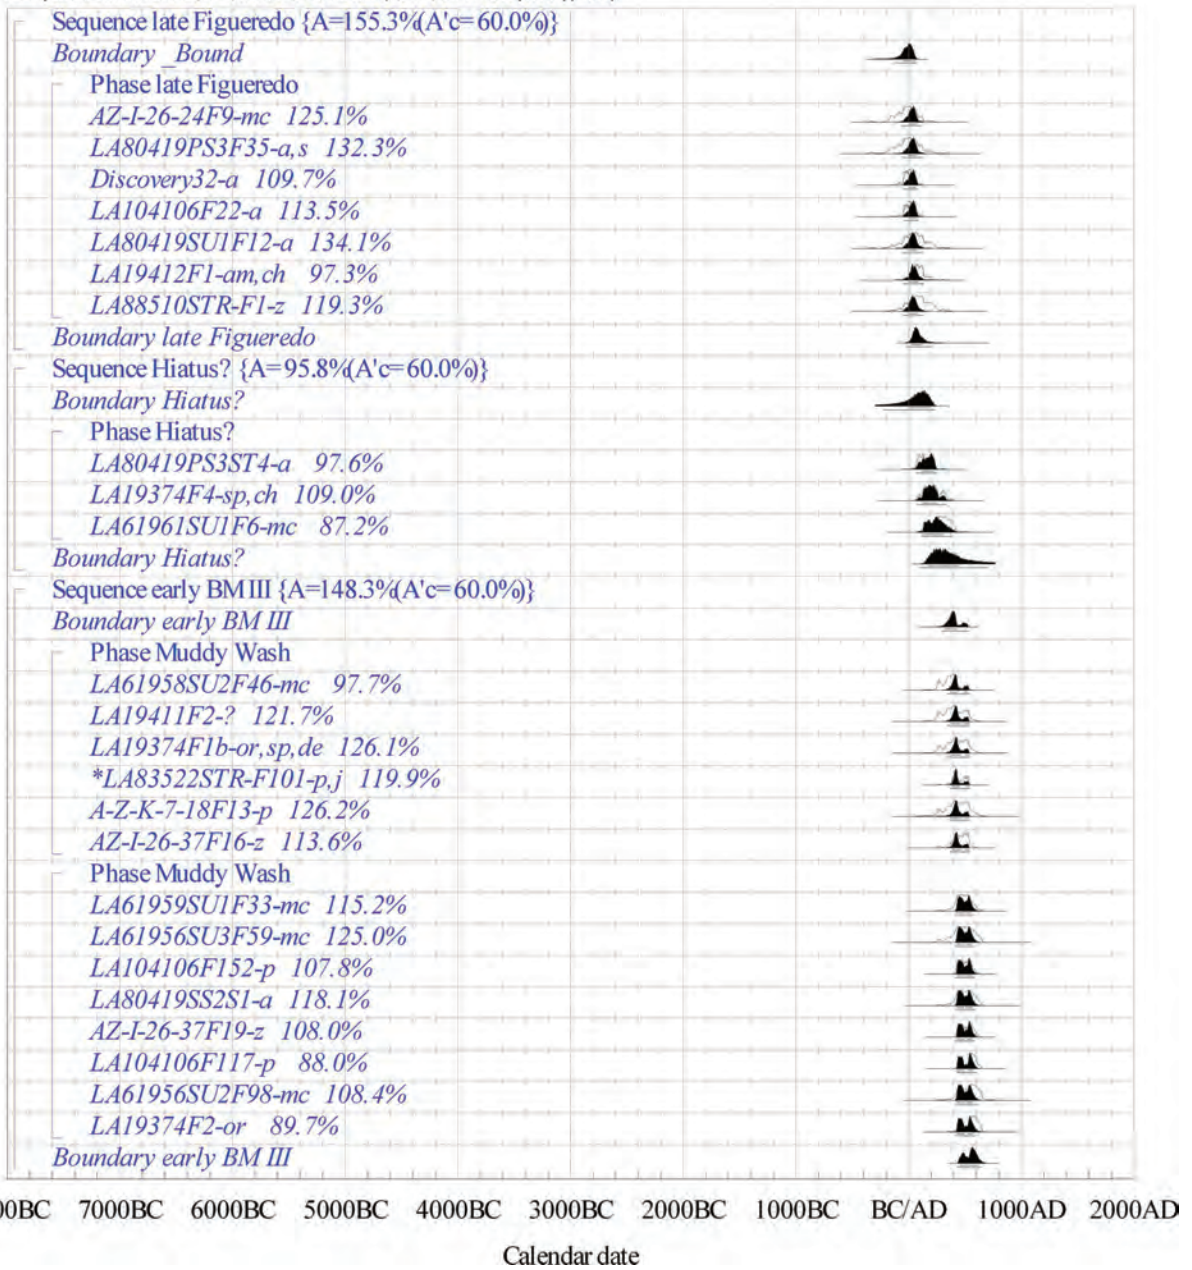 Sequence late Figueredo {A=155.3%(A'c=60.0%)}
Boundary _Bound
Phase late Figueredo
AZ-I-26-24F9-mc 125.1%
LA80419PS3F35-a,s 132.3%
Discovery32-a 109.7%
LA104106F22-a 113.5%
LA80419SU1F12-a 134.1%
LA19412F1-am,ch 97.3%
LA88510STR-F1-z 119.3%
Boundary late Figueredo
Sequence Hiatus? {A=95.8%(A'c=60.0%)}
Boundary Hiatus?
Phase Hiatus?
LA80419PS3ST4-a 97.6%
LA19374F4-sp,ch 109.0%
LA61961SU1F6-mc 87.2%
Boundary Hiatus?
Sequence early BM III {A=148.3%(A'c=60.0%)}
Boundary early BM III
Phase Muddy Wash
LA61958SU2F46-mc 97.7%
LA19411F2-? 121.7%
LA19374F1b-or,sp,de 126.1%
*LA83522STR-F101-p,j 119.9%
A-Z-K-7-18F13-p 126.2%
AZ-I-26-37F16-z 113.6%
Phase Muddy Wash
LA61959SU1F33-mc 115.2%
LA61956SU3F59-mc 125.0%
LA104106F152-p 107.8%
LA80419SS2S1-a 118.1%
AZ-I-26-37F19-z 108.0%
LA104106F117-p 88.0%
LA61956SU2F98-mc 108.4%
LA19374F2-or 89.7%
Boundary early BM III
00BC 7000BC 6000BC 5000BC 4000BC 3000BC 2000BC 1000BC BC/AD 1000AD 2000AD
Calendar date